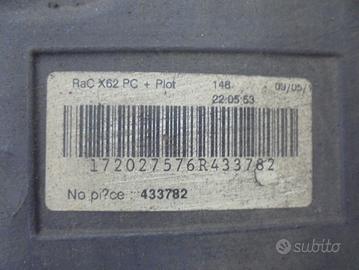 RaC X62 PC + Plot 148 09/05/
22:05:53
172027576R433782
No pi?ce : 433782
subito